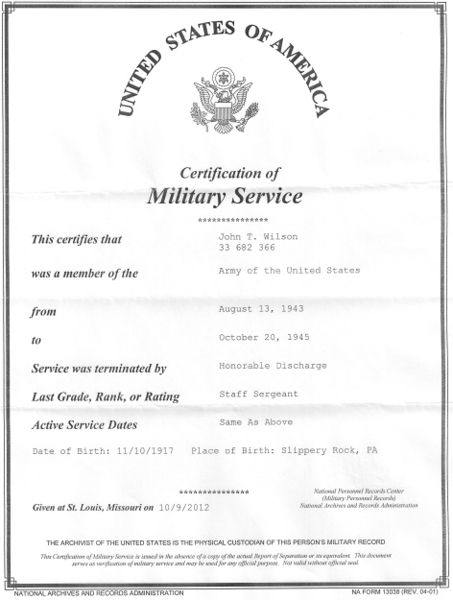 UNITED STATES OF AMERICA
Certification of
Military Service
***************
This certifies that John T. Wilson
33 682 366
was a member of the Army of the United States
from August 13, 1943
to October 20, 1945
Service was terminated by Honorable Discharge
Last Grade, Rank, or Rating Staff Sergeant
Active Service Dates Same As Above
Date of Birth: 11/10/1917 Place of Birth: Slippery Rock, PA
***************
National Personnel Records Center
(Military Personnel Records)
Given at St. Louis, Missouri on 10/9/2012 National Archives and Records Administration
THE ARCHIVIST OF THE UNITED STATES IS THE PHYSICAL CUSTODIAN OF THIS PERSON'S MILITARY RECORD
This Certification of Military Service is issued in the absence of a copy of the actual Report of Separation or its equivalent. This document
serves as verification of military service and may be used for any official purpose. Not valid without official seal.
NATIONAL ARCHIVES AND RECORDS ADMINISTRATION NA FORM 13038 (REV. 04-01)